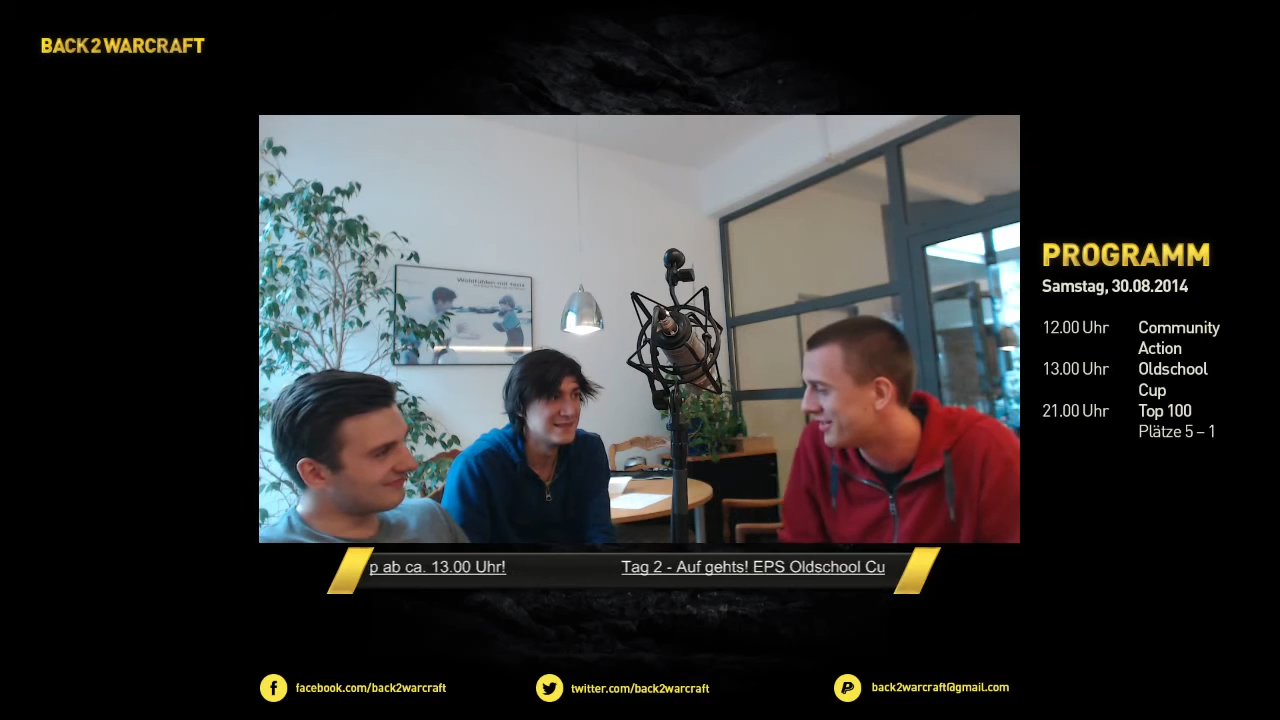 BACK2WARCRAFT
Wohlfühlen mit
PROGRAMM
Samstag, 30.08.2014
12.00 Uhr Community
Action
13.00 Uhr Oldschool
Cup
21.00 Uhr Top 100
Plätze 5 – 1
p ab ca. 13.00 Uhr! Tag 2 - Auf gehts! EPS Oldschool Cu
facebook.com/back2warcraft
twitter.com/back2warcraft
back2warcraft@gmail.com